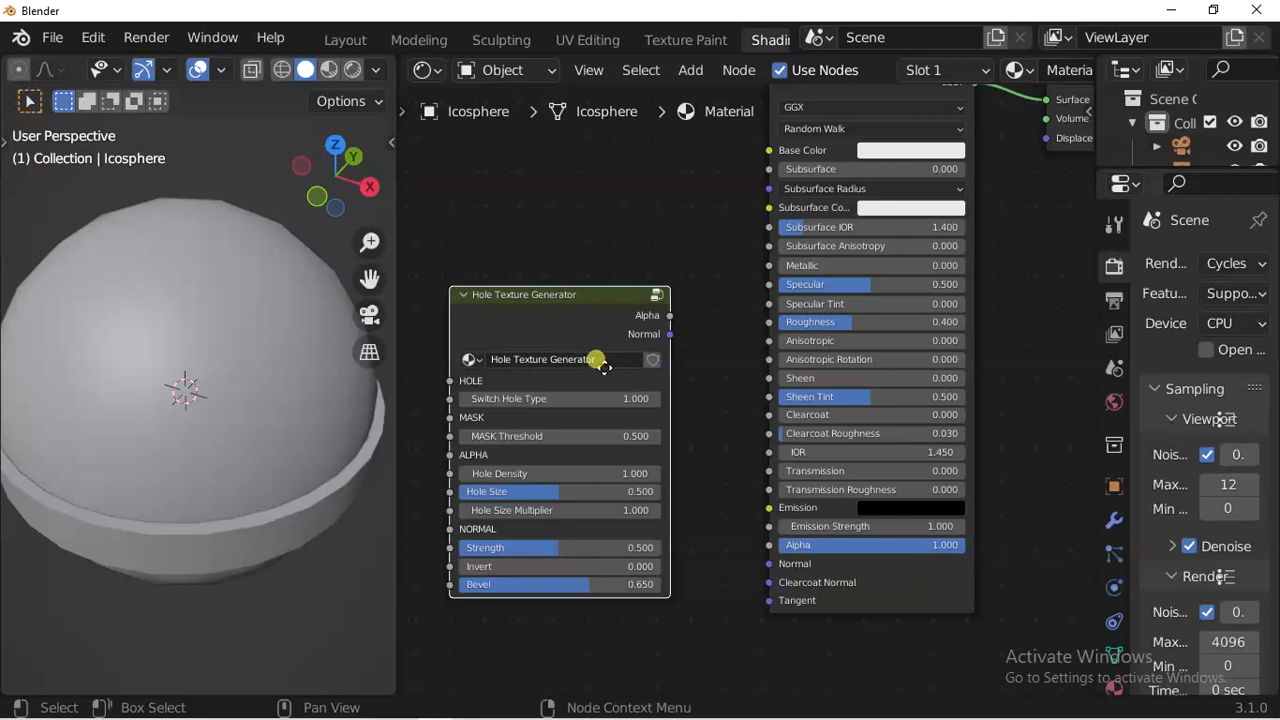 Blender
File Edit Render Window Help Layout Modeling Sculpting UV Editing Texture Paint Shadin Scene ViewLayer
Object View Select Add Node Use Nodes Slot 1 Materia
Options
Icosphere Icosphere Material
User Perspective
(1) Collection | Icosphere
Z
Y
X
GGX
Random Walk
Base Color
Subsurface 0.000
Subsurface Radius
Subsurface Co...
Subsurface IOR 1.400
Subsurface Anisotropy 0.000
Metallic 0.000
Specular 0.500
Specular Tint 0.000
Roughness 0.400
Anisotropic 0.000
Anisotropic Rotation 0.000
Sheen 0.000
Sheen Tint 0.500
Clearcoat 0.000
Clearcoat Roughness 0.030
IOR 1.450
Transmission 0.000
Transmission Roughness 0.000
Emission
Emission Strength 1.000
Alpha 1.000
Normal
Clearcoat Normal
Tangent
Hole Texture Generator
Alpha
Normal
Hole Texture Generator
HOLE
Switch Hole Type 1.000
MASK
MASK Threshold 0.500
ALPHA
Hole Density 1.000
Hole Size 0.500
Hole Size Multiplier 1.000
NORMAL
Strength 0.500
Invert 0.000
Bevel 0.650
Surface
Volume
Displace
Scene C
Coll
Scene
Rend... Cycles
Featu... Suppo...
Device CPU
Open ...
Sampling
Viewport
Nois... 0.
Max... 12
Min ... 0
Denoise
Render
Nois... 0.
Max... 4096
Min ... 0
Time... 0 sec
Activate Windows
Go to Settings to activate Windows.
Select Box Select Pan View Node Context Menu 3.1.0